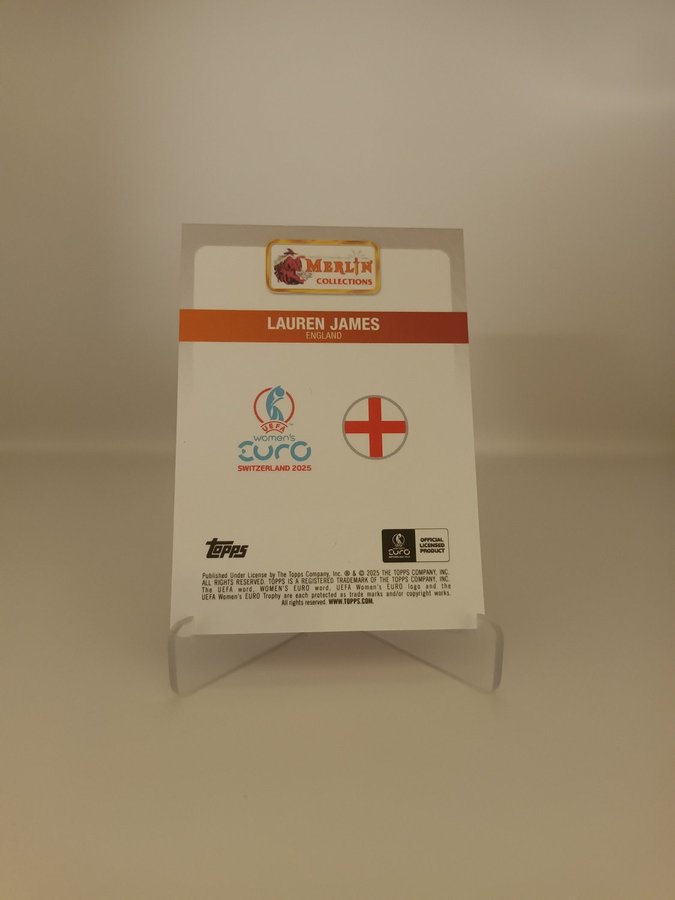 MERLIN
COLLECTIONS
LAUREN JAMES
ENGLAND
UEFA
WOMEN'S
EURO
SWITZERLAND 2025
topps
EURO
OFFICIAL
LICENSED
PRODUCT
Published Under License by The Topps Company, Inc. ® & © 2025 THE TOPPS COMPANY, INC.
ALL RIGHTS RESERVED. TOPPS IS A REGISTERED TRADEMARK OF THE TOPPS COMPANY, INC.
The UEFA word, WOMEN'S EURO word, UEFA Women's EURO logo and the
UEFA Women's EURO Trophy are each protected as trade marks and/or copyright works.
All rights reserved. WWW.TOPPS.COM.